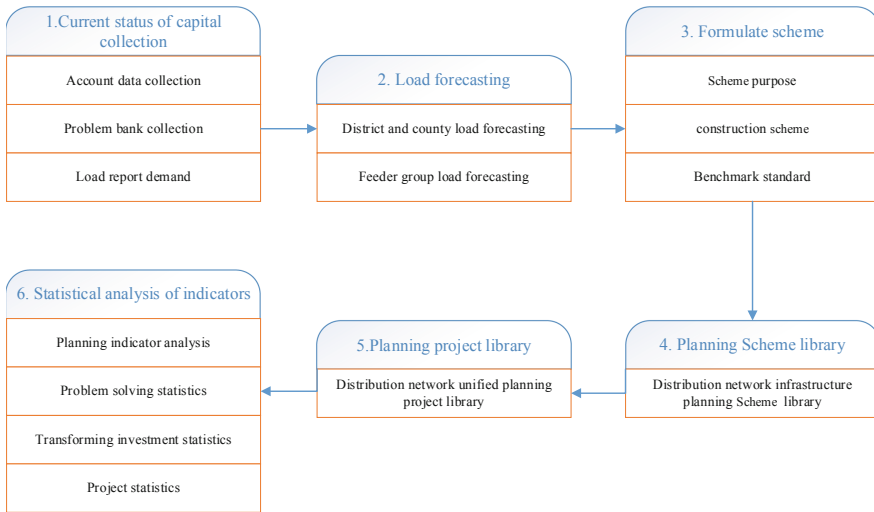 1.Current status of capital
collection
Account data collection
Problem bank collection
Load report demand
2. Load forecasting
District and county load forecasting
Feeder group load forecasting
3. Formulate scheme
Scheme purpose
construction scheme
Benchmark standard
4. Planning Scheme library
Distribution network infrastructure
planning Scheme library
5.Planning project library
Distribution network unified planning
project library
6. Statistical analysis of indicators
Planning indicator analysis
Problem solving statistics
Transforming investment statistics
Project statistics